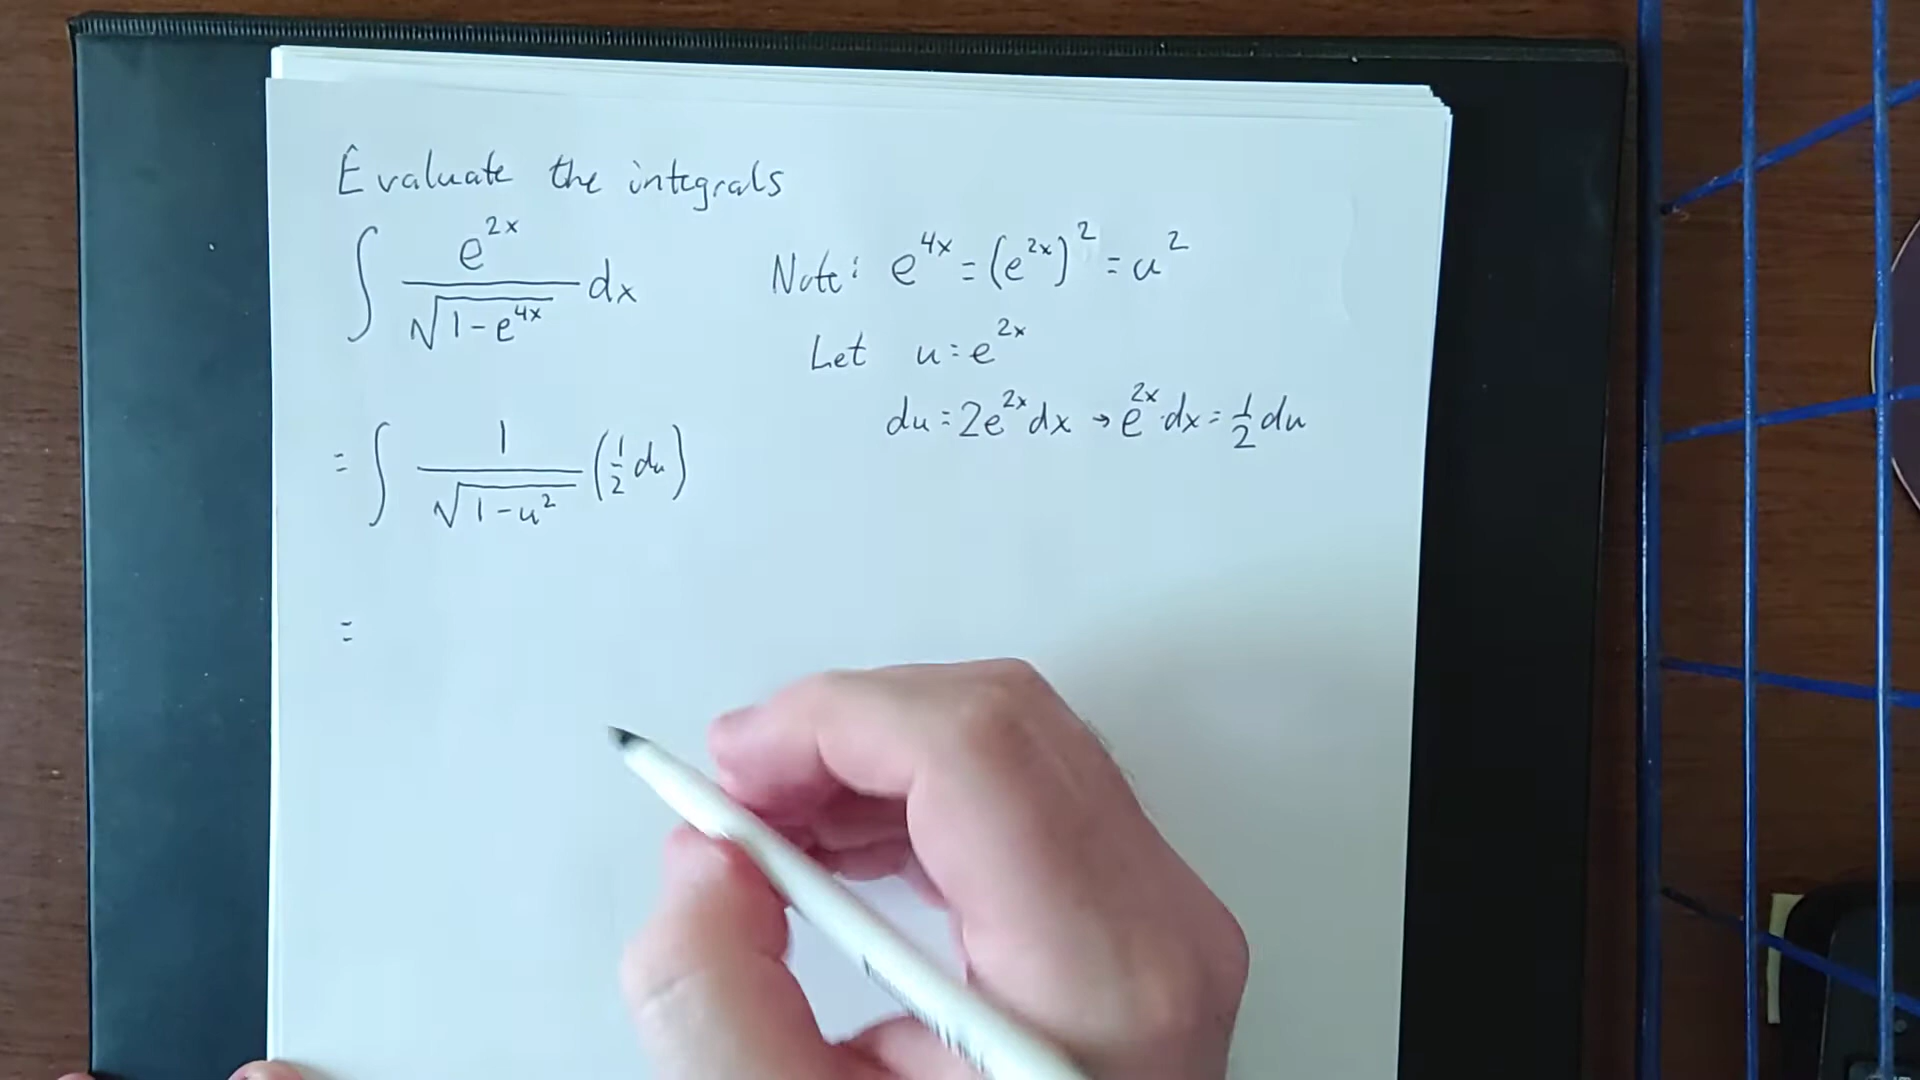 Evaluate the integrals
∫ e^{2x} / √(1-e^{4x}) dx
Note: e^{4x} = (e^{2x})^2 = u^2
Let u = e^{2x}
du = 2e^{2x} dx → e^{2x}·dx = 1/2 du
= ∫ 1 / √(1-u^2) (1/2 du)
=